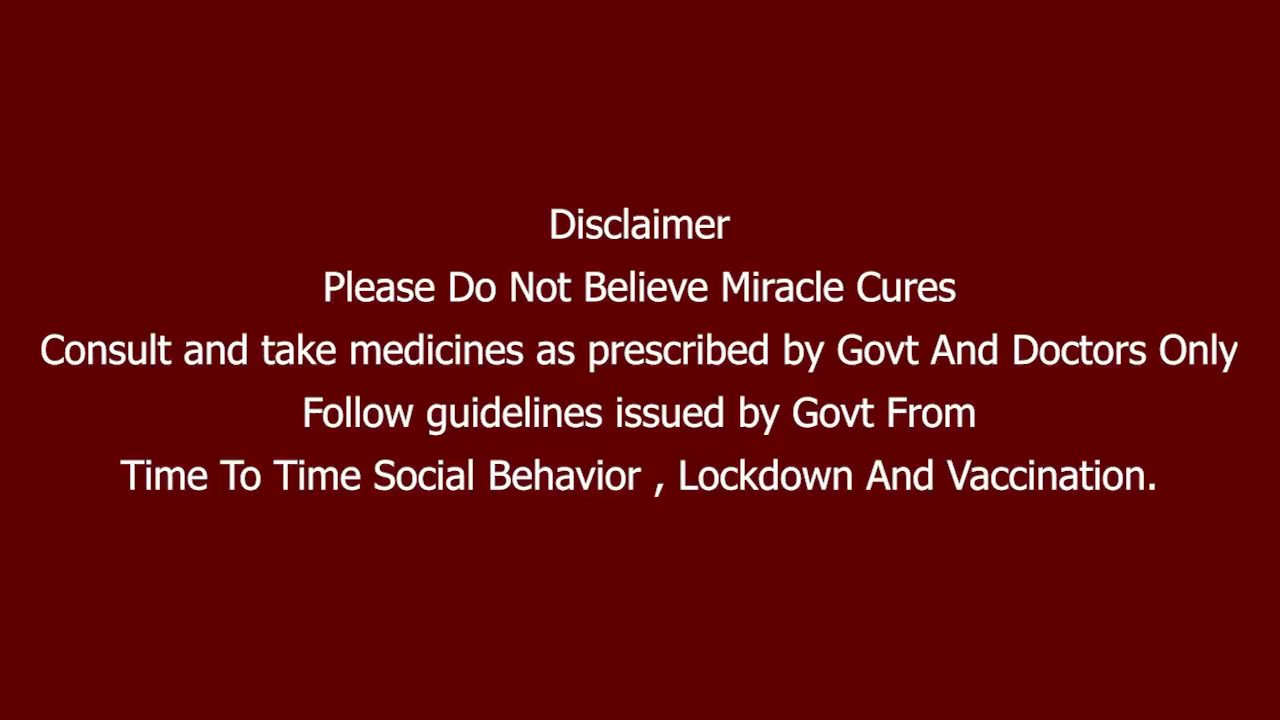 Disclaimer
Please Do Not Believe Miracle Cures
Consult and take medicines as prescribed by Govt And Doctors Only
Follow guidelines issued by Govt From
Time To Time Social Behavior , Lockdown And Vaccination.